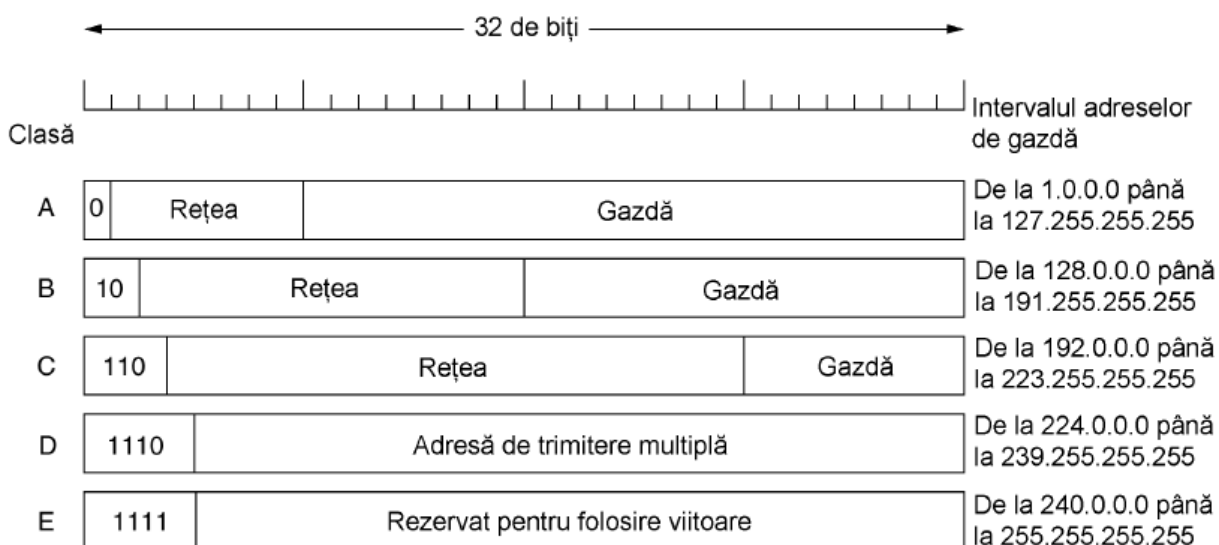 32 de biți
Intervalul adreselor
de gazdă
Clasă
A 0 Rețea Gazdă De la 1.0.0.0 până
la 127.255.255.255
B 10 Rețea Gazdă De la 128.0.0.0 până
la 191.255.255.255
C 110 Rețea Gazdă De la 192.0.0.0 până
la 223.255.255.255
D 1110 Adresă de trimitere multiplă De la 224.0.0.0 până
la 239.255.255.255
E 1111 Rezervat pentru folosire viitoare De la 240.0.0.0 până
la 255.255.255.255